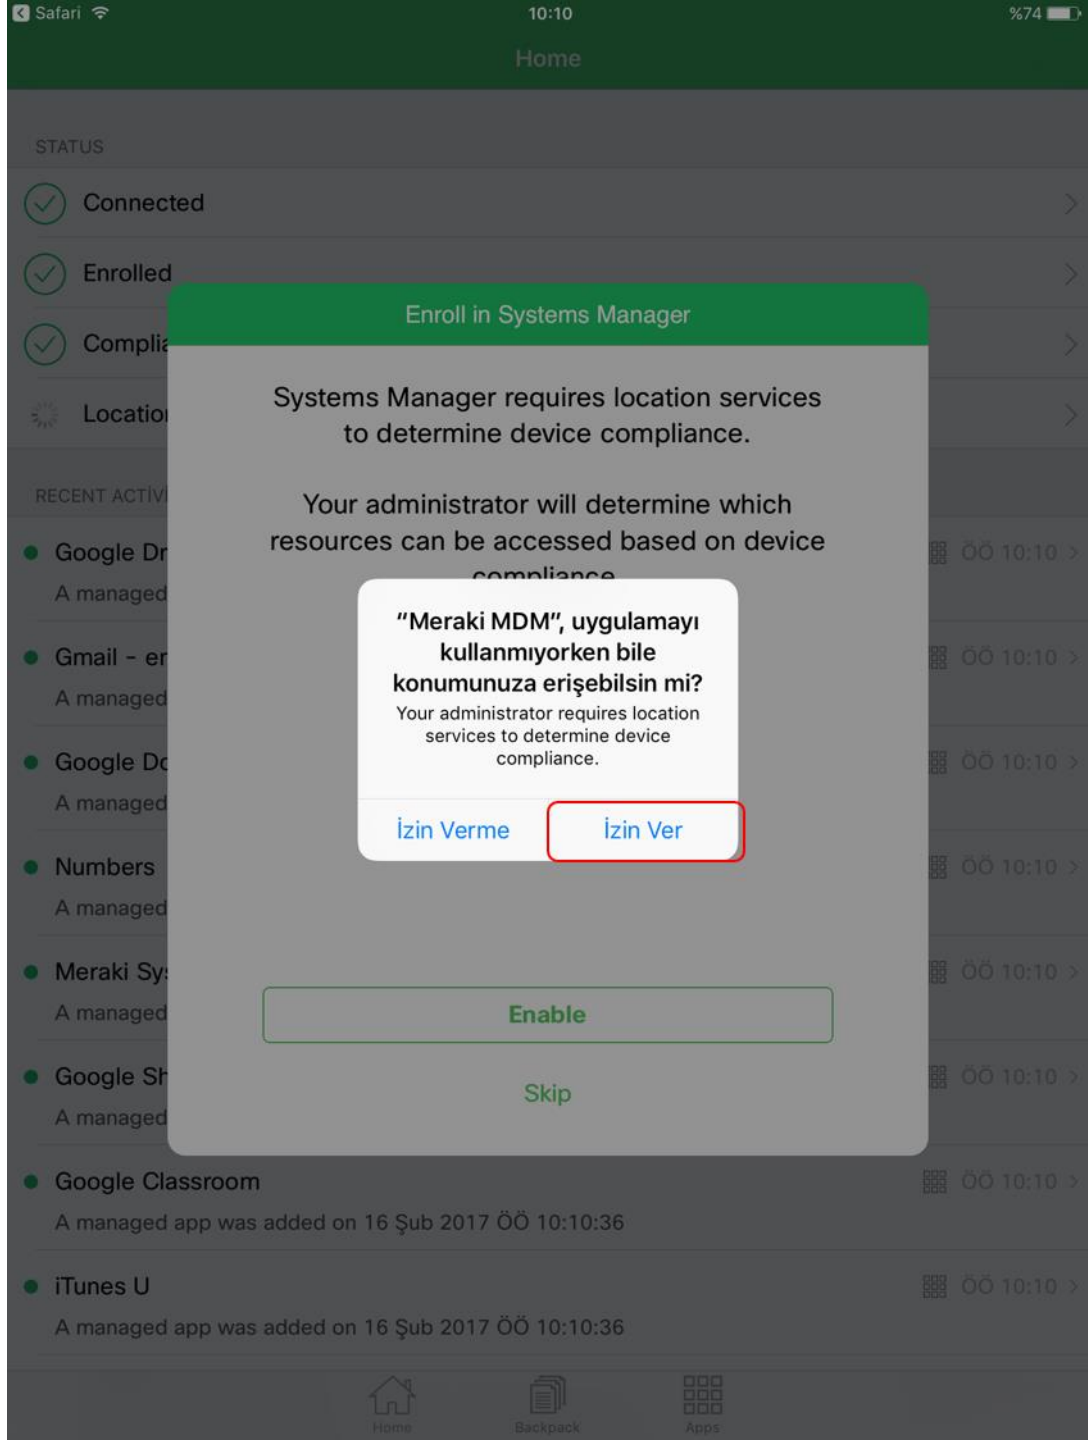 Safari
10:10
%74
Home
STATUS
Connected
Enrolled
Complia
Location
RECENT ACTİVİ
Enroll in Systems Manager
Systems Manager requires location services
to determine device compliance.
Your administrator will determine which
resources can be accessed based on device
compliance
"Meraki MDM", uygulamayı
kullanmıyorken bile
konumunuza erişebilsin mi?
Your administrator requires location
services to determine device
compliance.
İzin Verme
İzin Ver
Enable
Skip
Google Dr
ÖÖ 10:10
A managed
Gmail - er
ÖÖ 10:10
A managed
Google Do
ÖÖ 10:10
A managed
Numbers
ÖÖ 10:10
A managed
Meraki Sys
ÖÖ 10:10
A managed
Google Sh
ÖÖ 10:10
A managed
Google Classroom
ÖÖ 10:10
A managed app was added on 16 Şub 2017 ÖÖ 10:10:36
iTunes U
ÖÖ 10:10
A managed app was added on 16 Şub 2017 ÖÖ 10:10:36
Home
Backpack
Apps